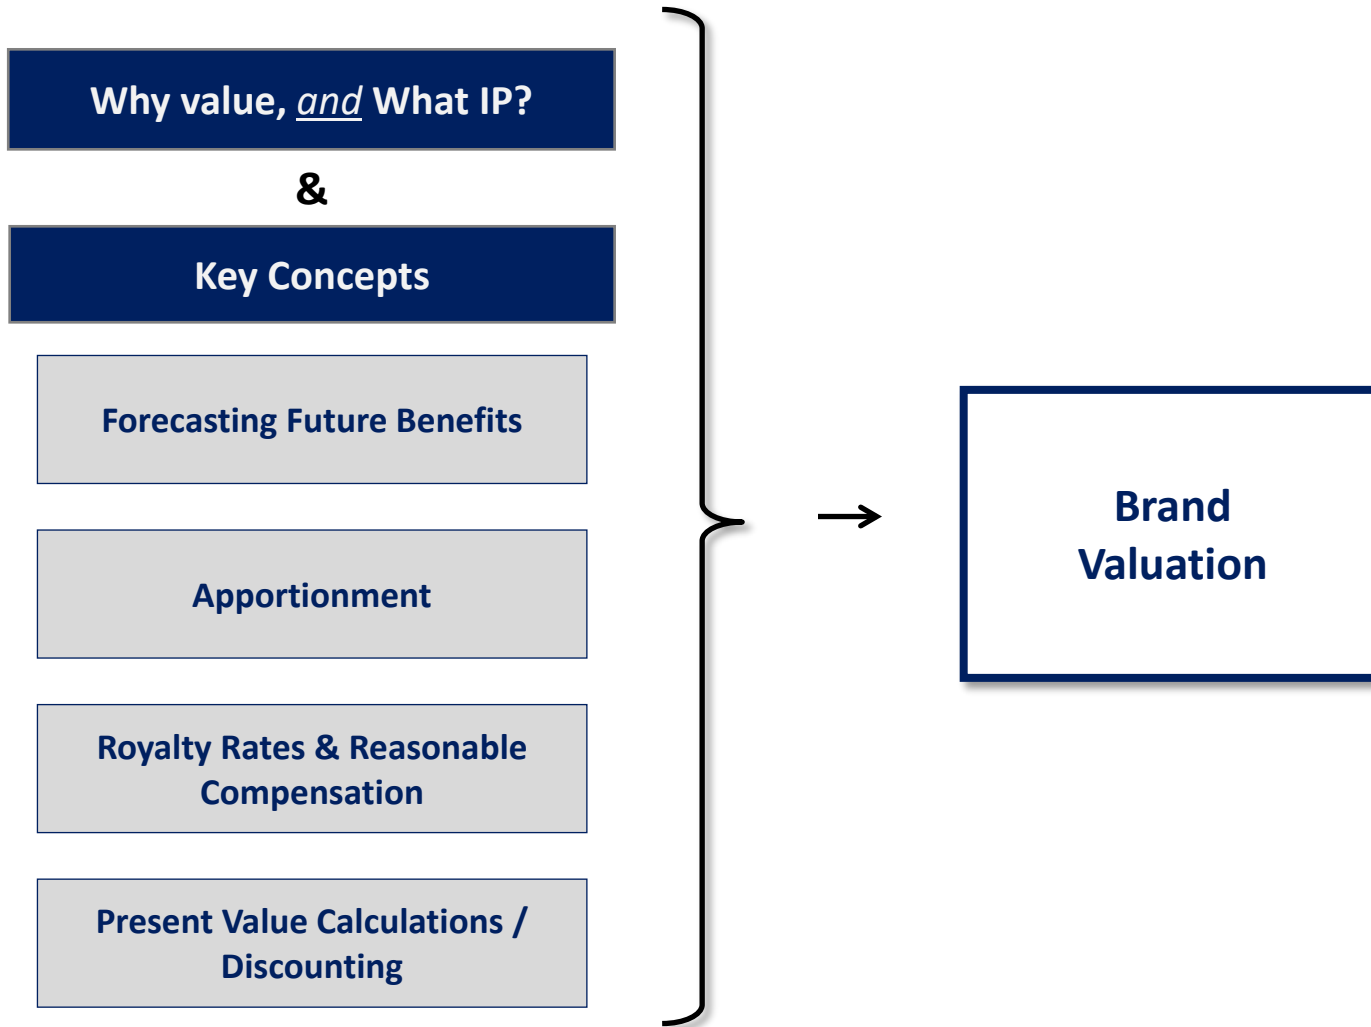 Why value, and What IP?
&
Key Concepts
Forecasting Future Benefits
Apportionment
Royalty Rates & Reasonable
Compensation
Present Value Calculations /
Discounting
Brand
Valuation